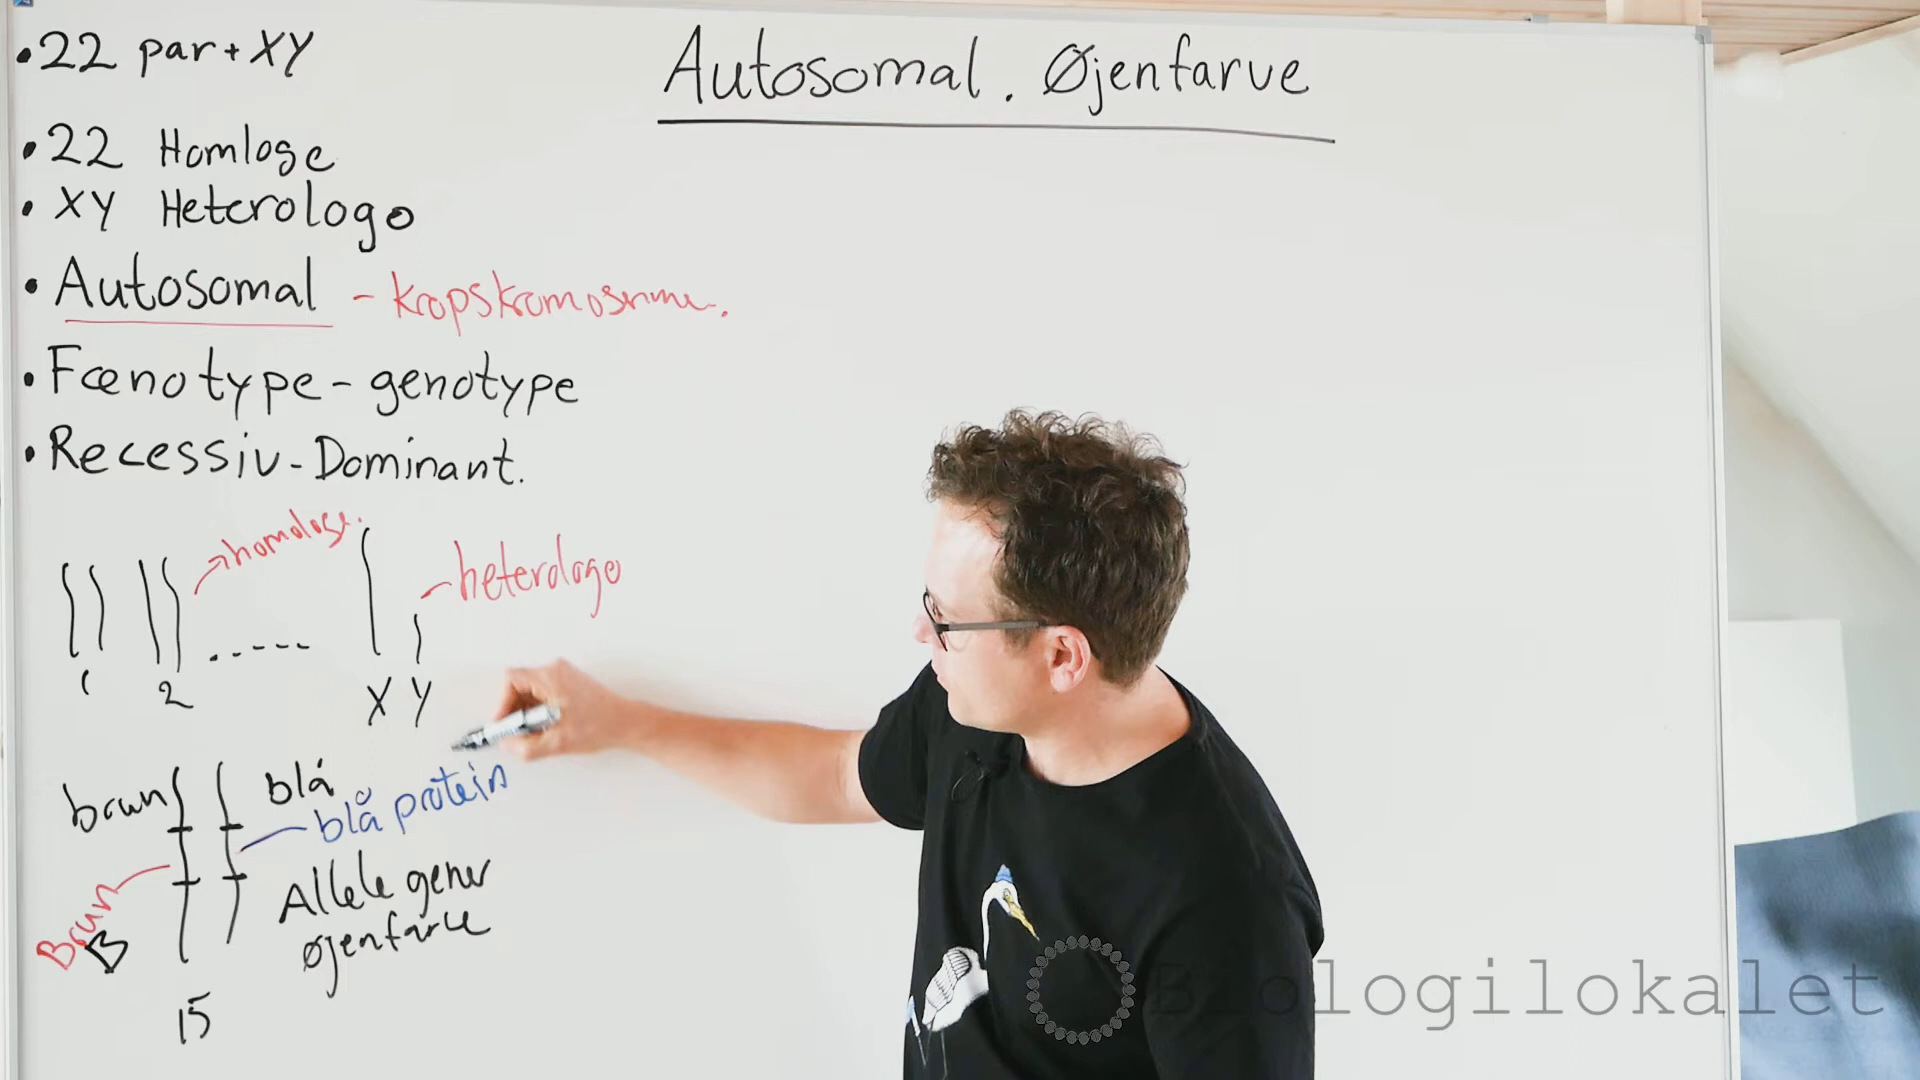 Autosomal. Øjenfarve
• 22 par + XY
• 22 Homloge
• XY Heterologe
• Autosomal - kropskromosomer.
• Fænotype - genotype
• Recessiv - Dominant.
homologe.
heterologe
1 2 ...... X Y
brun blå
blå protein
Brun
B
Allele gener
øjenfarve
15
Biologilokalet